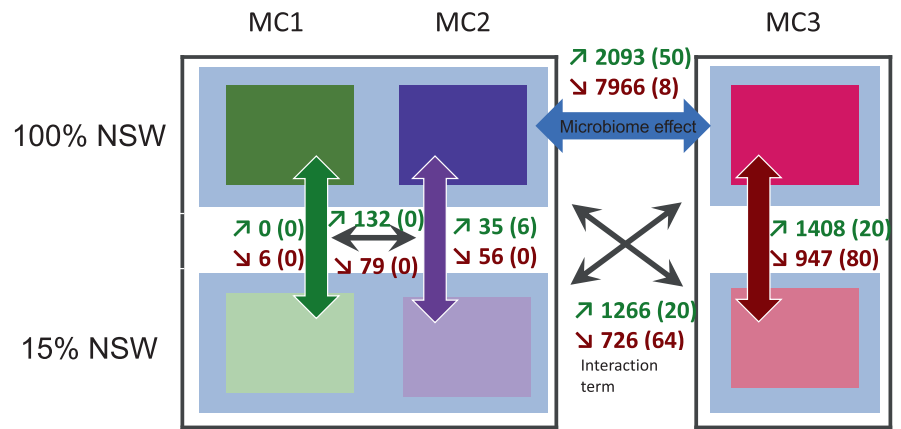 MC1
MC2
MC3
↗ 2093 (50)
↘ 7966 (8)
100% NSW
Microbiome effect
↗ 0 (0)
↘ 6 (0)
↗ 132 (0)
↘ 79 (0)
↗ 35 (6)
↘ 56 (0)
↗ 1408 (20)
↘ 947 (80)
15% NSW
↗ 1266 (20)
↘ 726 (64)
Interaction
term